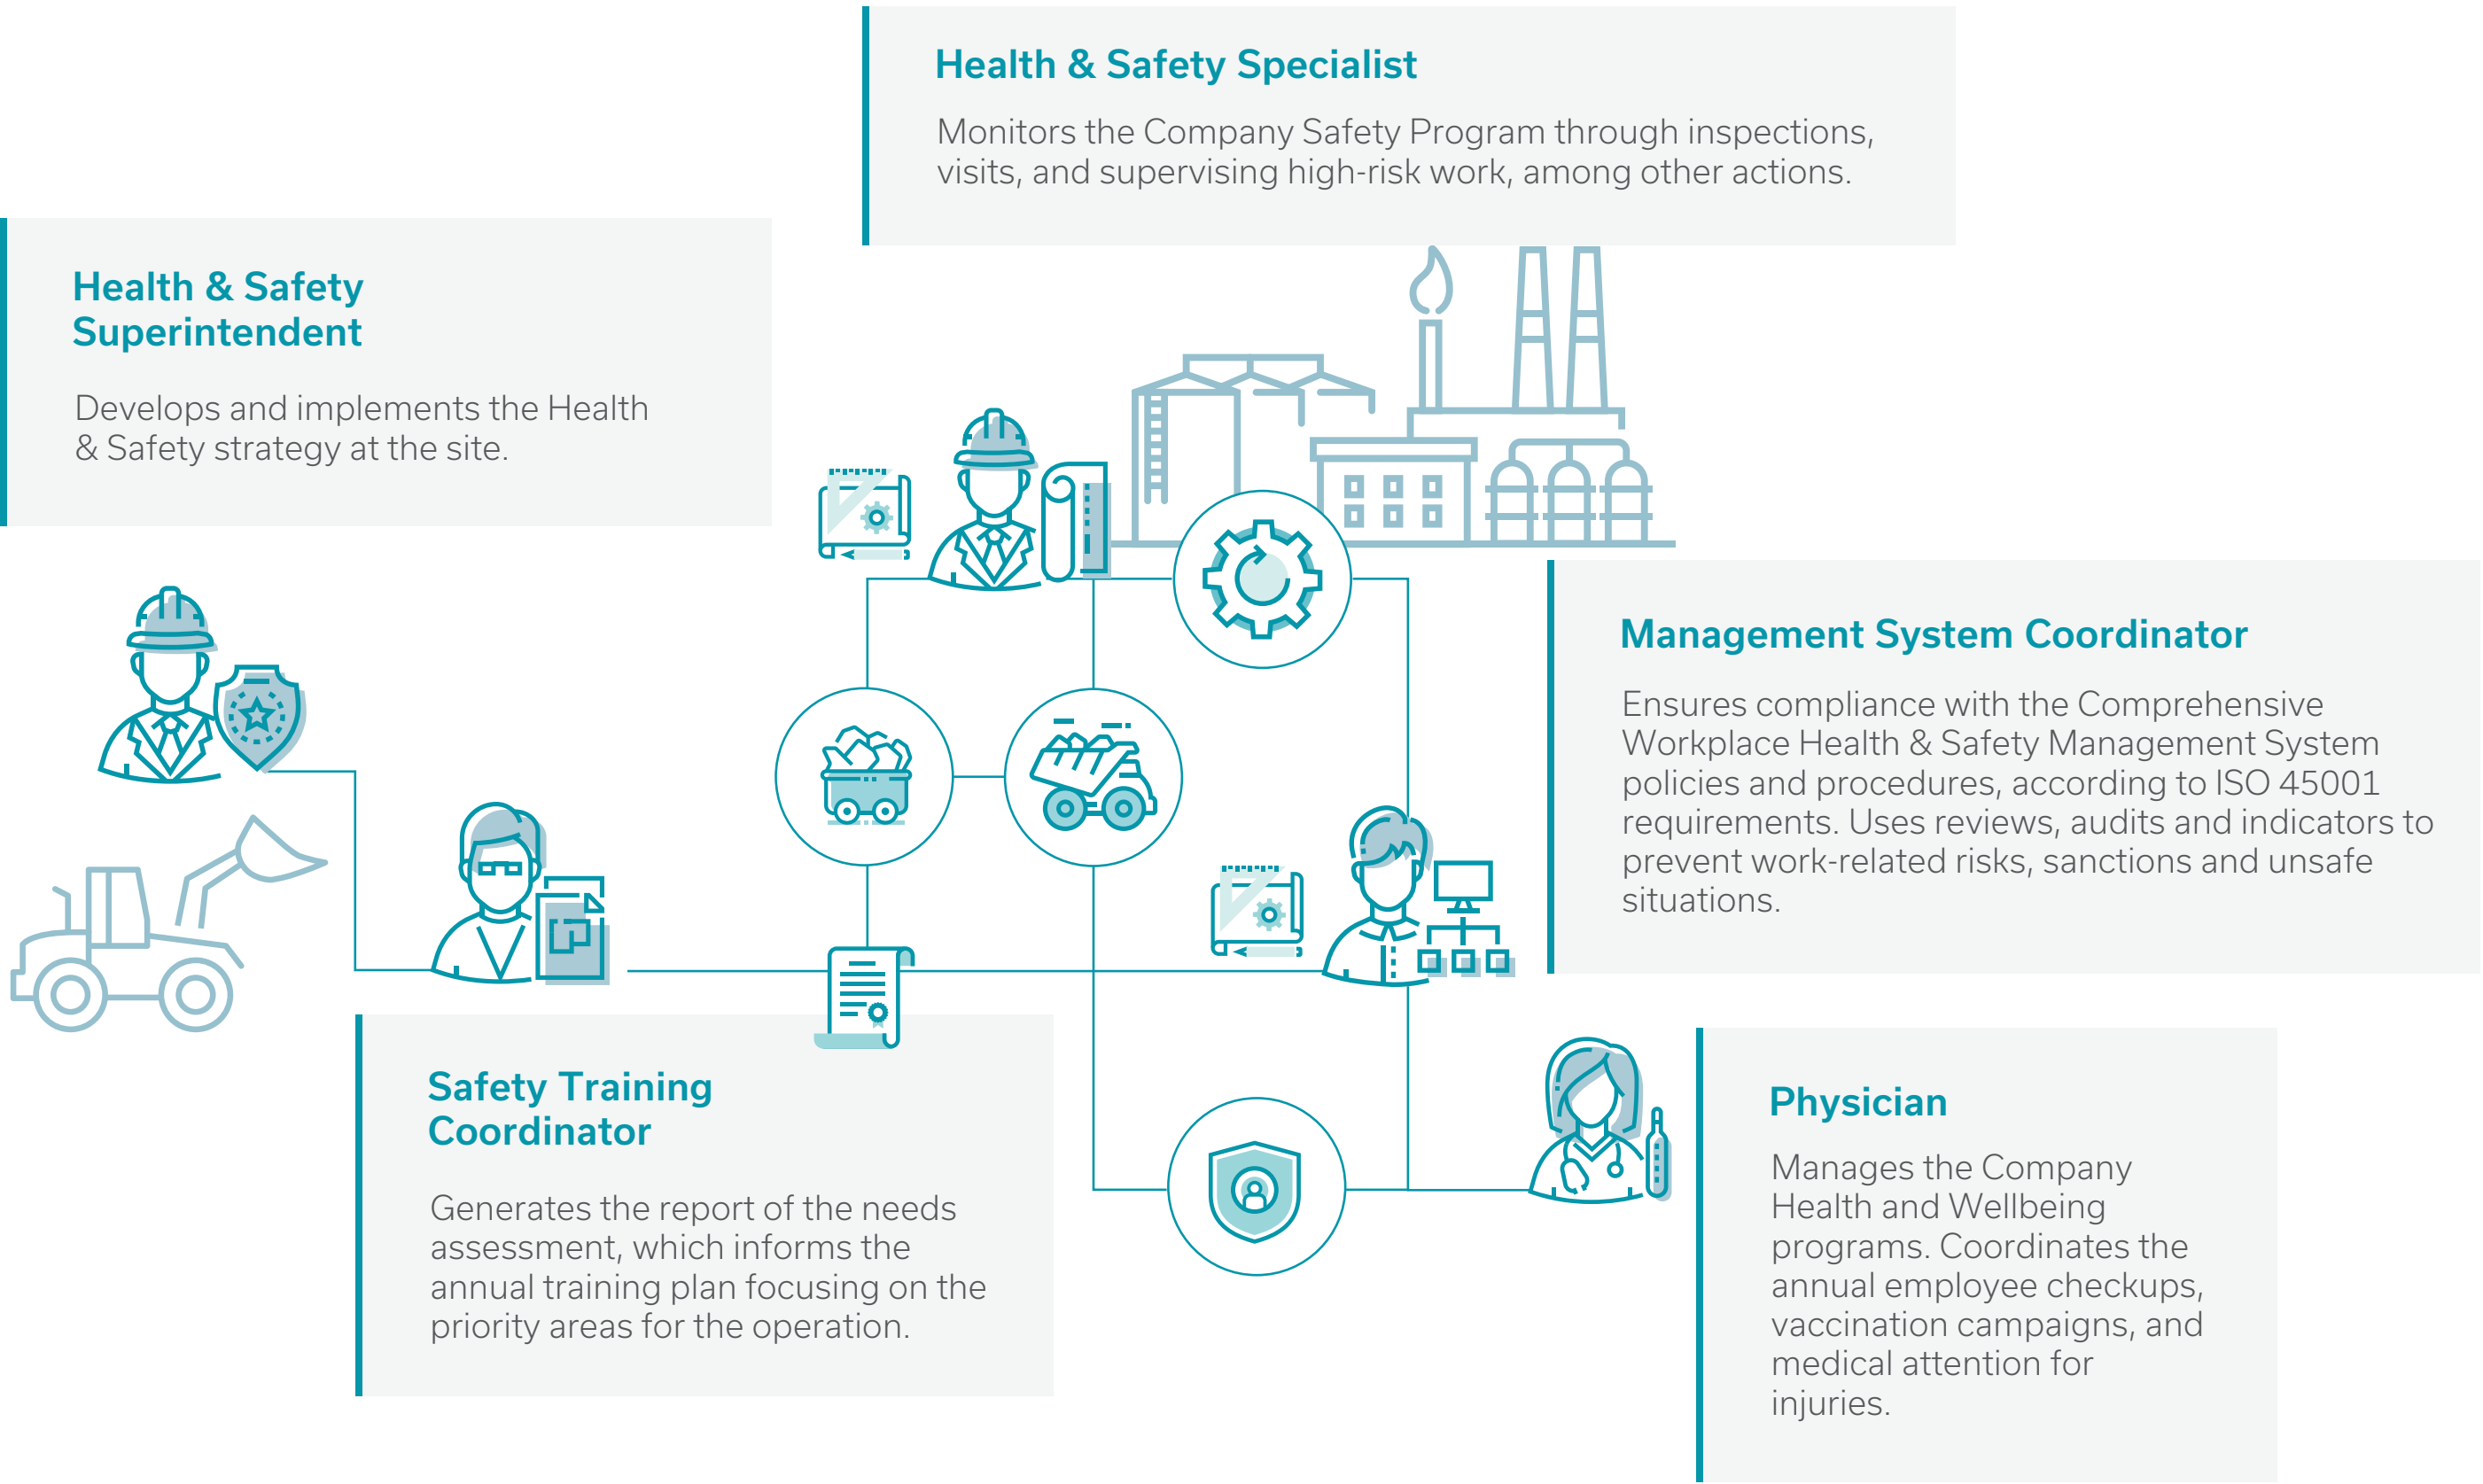 Health & Safety Specialist
Monitors the Company Safety Program through inspections,
visits, and supervising high-risk work, among other actions.
Health & Safety
Superintendent
Develops and implements the Health
& Safety strategy at the site.
Management System Coordinator
Ensures compliance with the Comprehensive
Workplace Health & Safety Management System
policies and procedures, according to ISO 45001
requirements. Uses reviews, audits and indicators to
prevent work-related risks, sanctions and unsafe
situations.
Safety Training
Coordinator
Generates the report of the needs
assessment, which informs the
annual training plan focusing on the
priority areas for the operation.
Physician
Manages the Company
Health and Wellbeing
programs. Coordinates the
annual employee checkups,
vaccination campaigns, and
medical attention for
injuries.